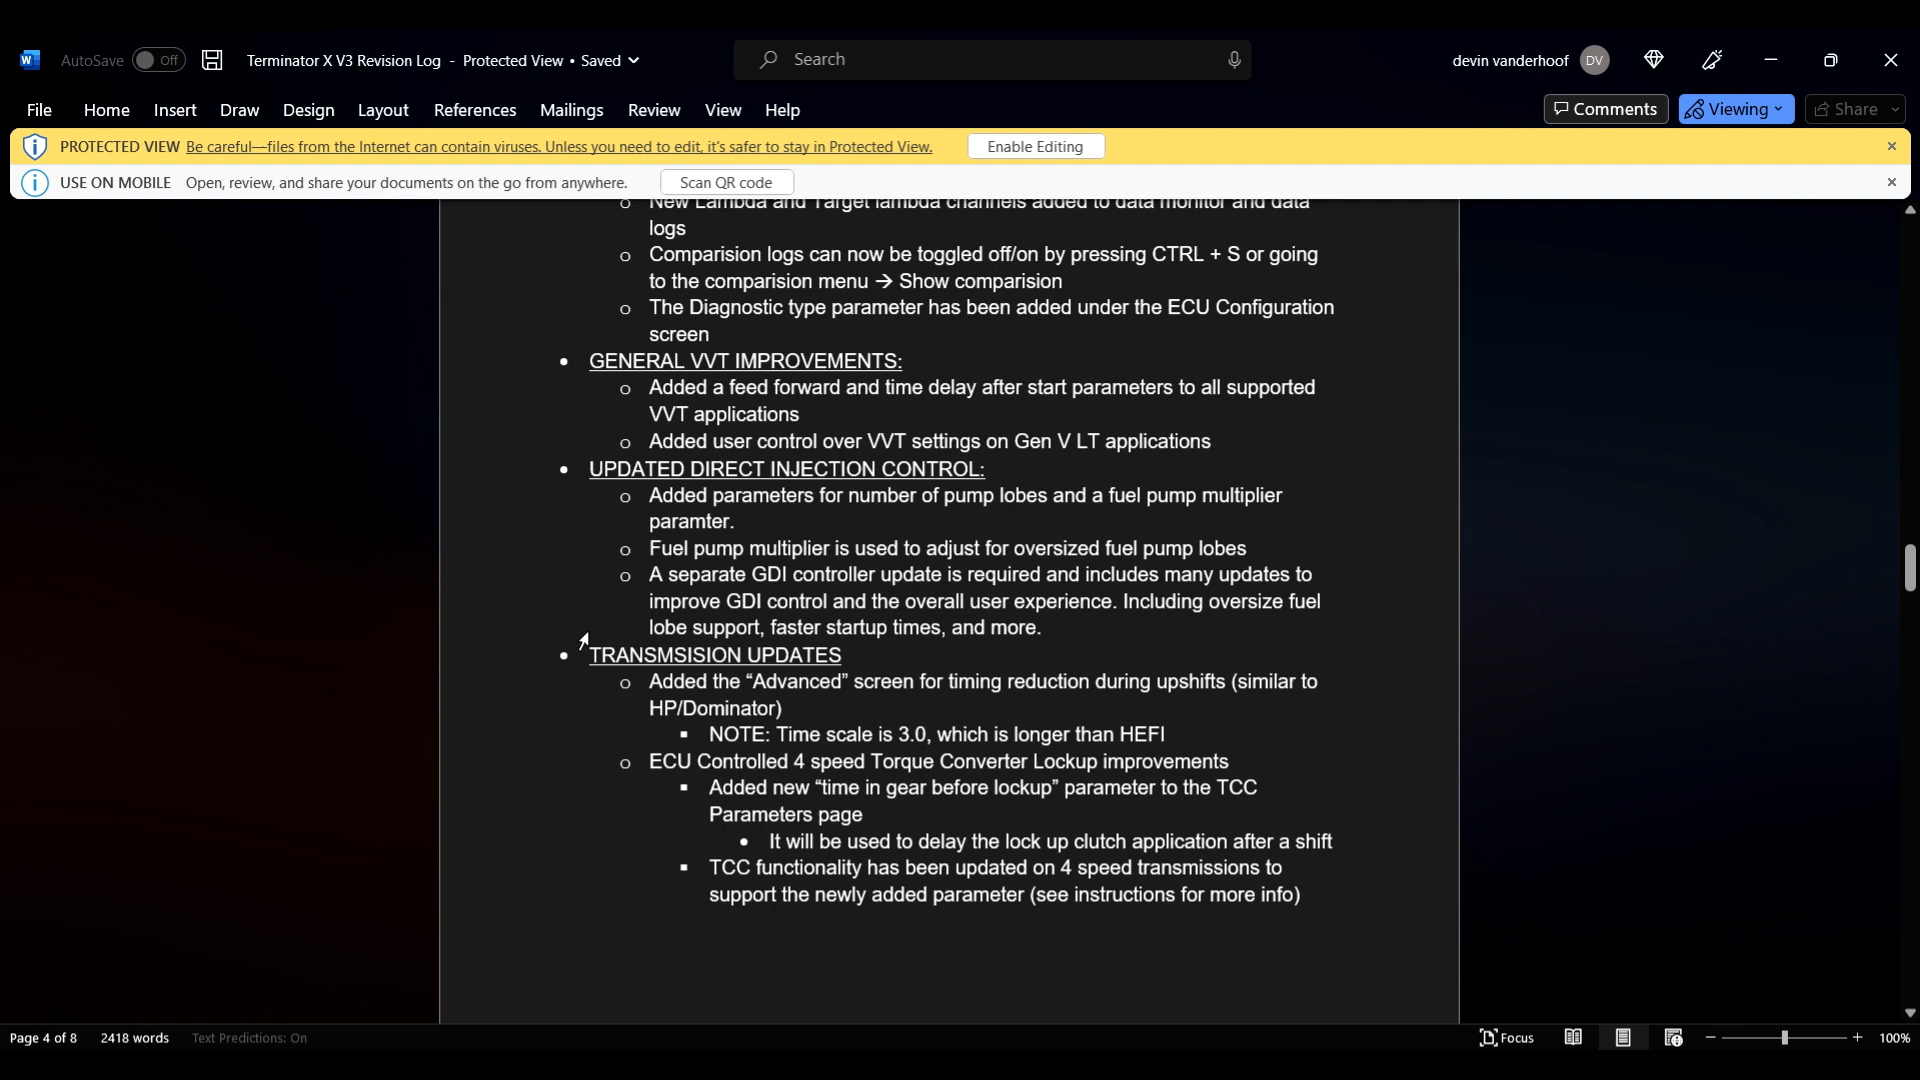 AutoSave Off Terminator X V3 Revision Log - Protected View • Saved Search devin vanderhoof DV
File Home Insert Draw Design Layout References Mailings Review View Help Comments Viewing Share
PROTECTED VIEW Be careful—files from the Internet can contain viruses. Unless you need to edit, it's safer to stay in Protected View. Enable Editing
USE ON MOBILE Open, review, and share your documents on the go from anywhere. Scan QR code
o New Lambda and Target lambda channels added to data monitor and data
logs
o Comparision logs can now be toggled off/on by pressing CTRL + S or going
to the comparision menu → Show comparision
o The Diagnostic type parameter has been added under the ECU Configuration
screen
• GENERAL VVT IMPROVEMENTS:
o Added a feed forward and time delay after start parameters to all supported
VVT applications
o Added user control over VVT settings on Gen V LT applications
• UPDATED DIRECT INJECTION CONTROL:
o Added parameters for number of pump lobes and a fuel pump multiplier
paramter.
o Fuel pump multiplier is used to adjust for oversized fuel pump lobes
o A separate GDI controller update is required and includes many updates to
improve GDI control and the overall user experience. Including oversize fuel
lobe support, faster startup times, and more.
• TRANSMSISION UPDATES
o Added the “Advanced” screen for timing reduction during upshifts (similar to
HP/Dominator)
▪ NOTE: Time scale is 3.0, which is longer than HEFI
o ECU Controlled 4 speed Torque Converter Lockup improvements
▪ Added new “time in gear before lockup” parameter to the TCC
Parameters page
• It will be used to delay the lock up clutch application after a shift
▪ TCC functionality has been updated on 4 speed transmissions to
support the newly added parameter (see instructions for more info)
Page 4 of 8 2418 words Text Predictions: On Focus 100%